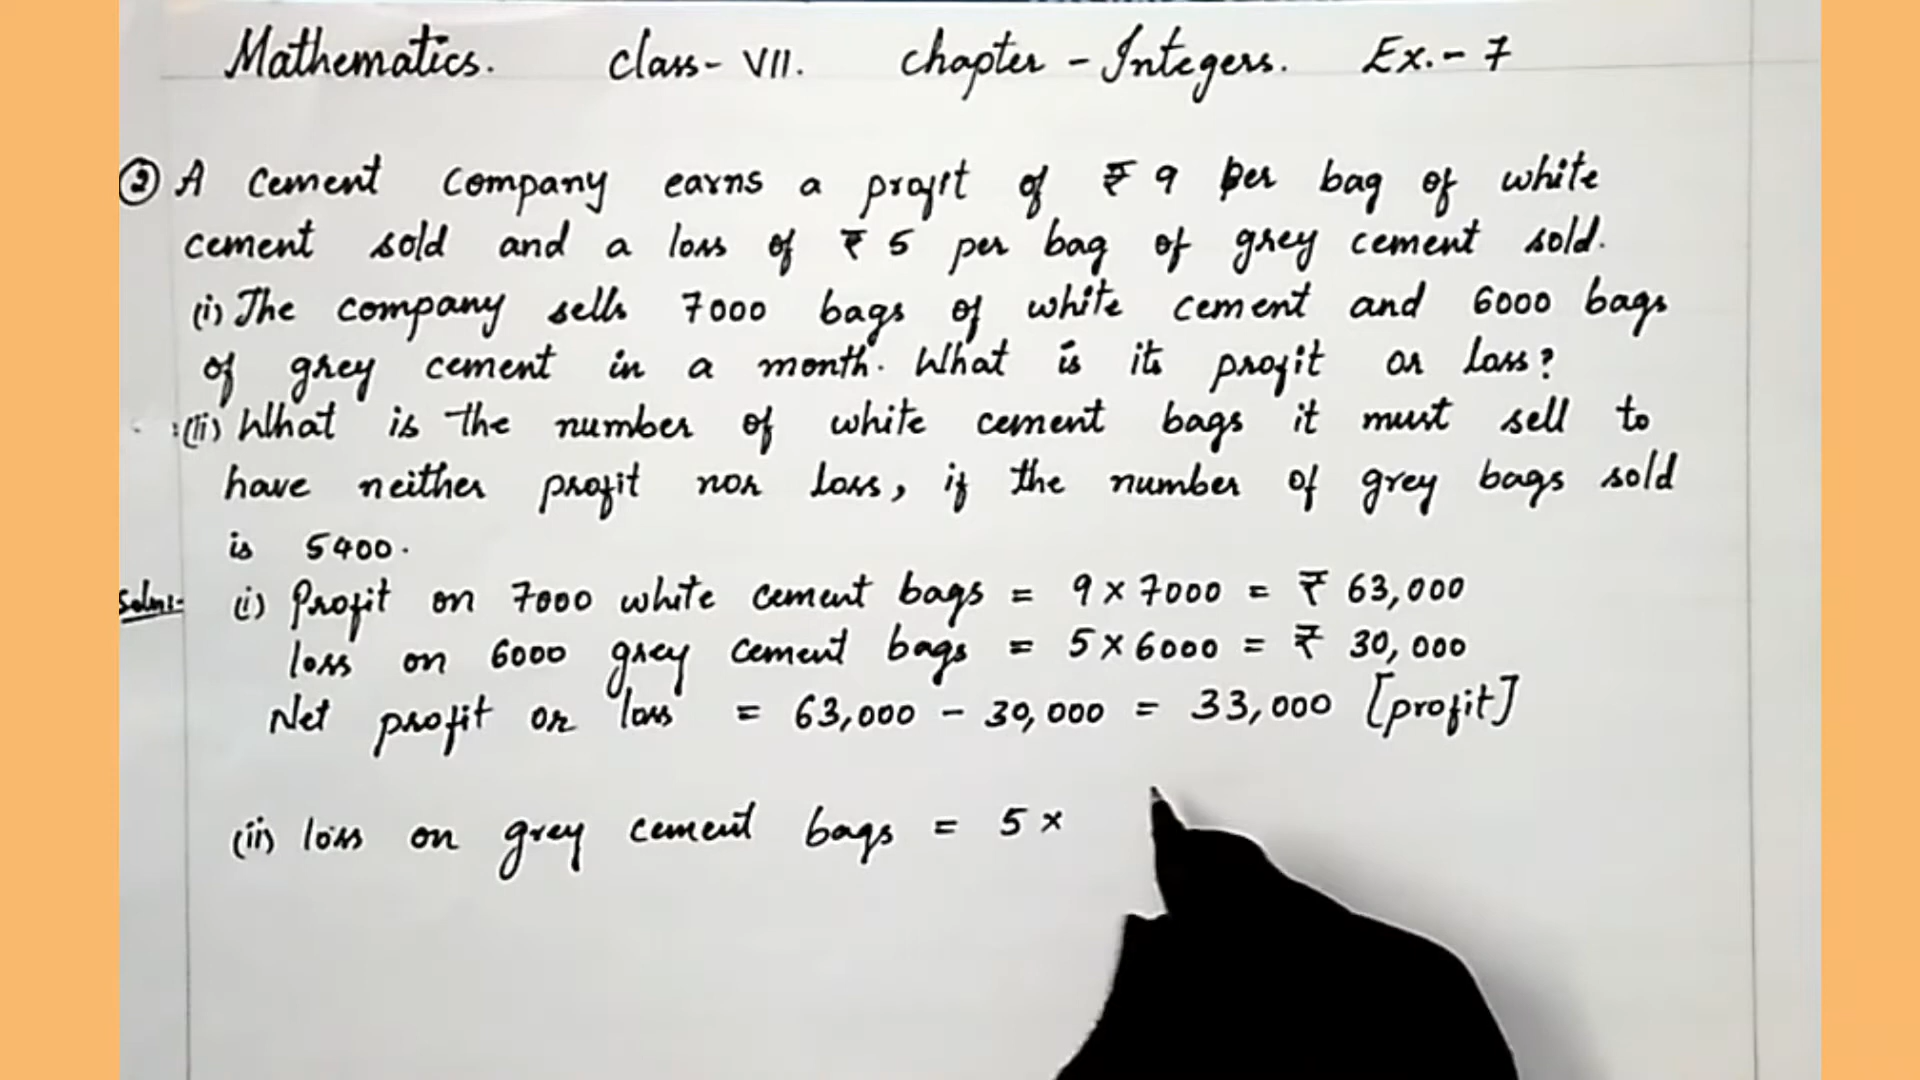 Mathematics. Class- VII. Chapter - Integers. Ex.- 7
② A cement company earns a profit of ₹ 9 per bag of white
cement sold and a loss of ₹ 5 per bag of grey cement sold.
(i) The company sells 7000 bags of white cement and 6000 bags
of grey cement in a month. What is its profit or loss?
(ii) What is the number of white cement bags it must sell to
have neither profit nor loss, if the number of grey bags sold
is 5400.
Soln:- (i) Profit on 7000 white cement bags = 9 × 7000 = ₹ 63,000
loss on 6000 grey cement bags = 5 × 6000 = ₹ 30,000
Net profit or loss = 63,000 - 30,000 = 33,000 [profit]
(ii) loss on grey cement bags = 5 ×